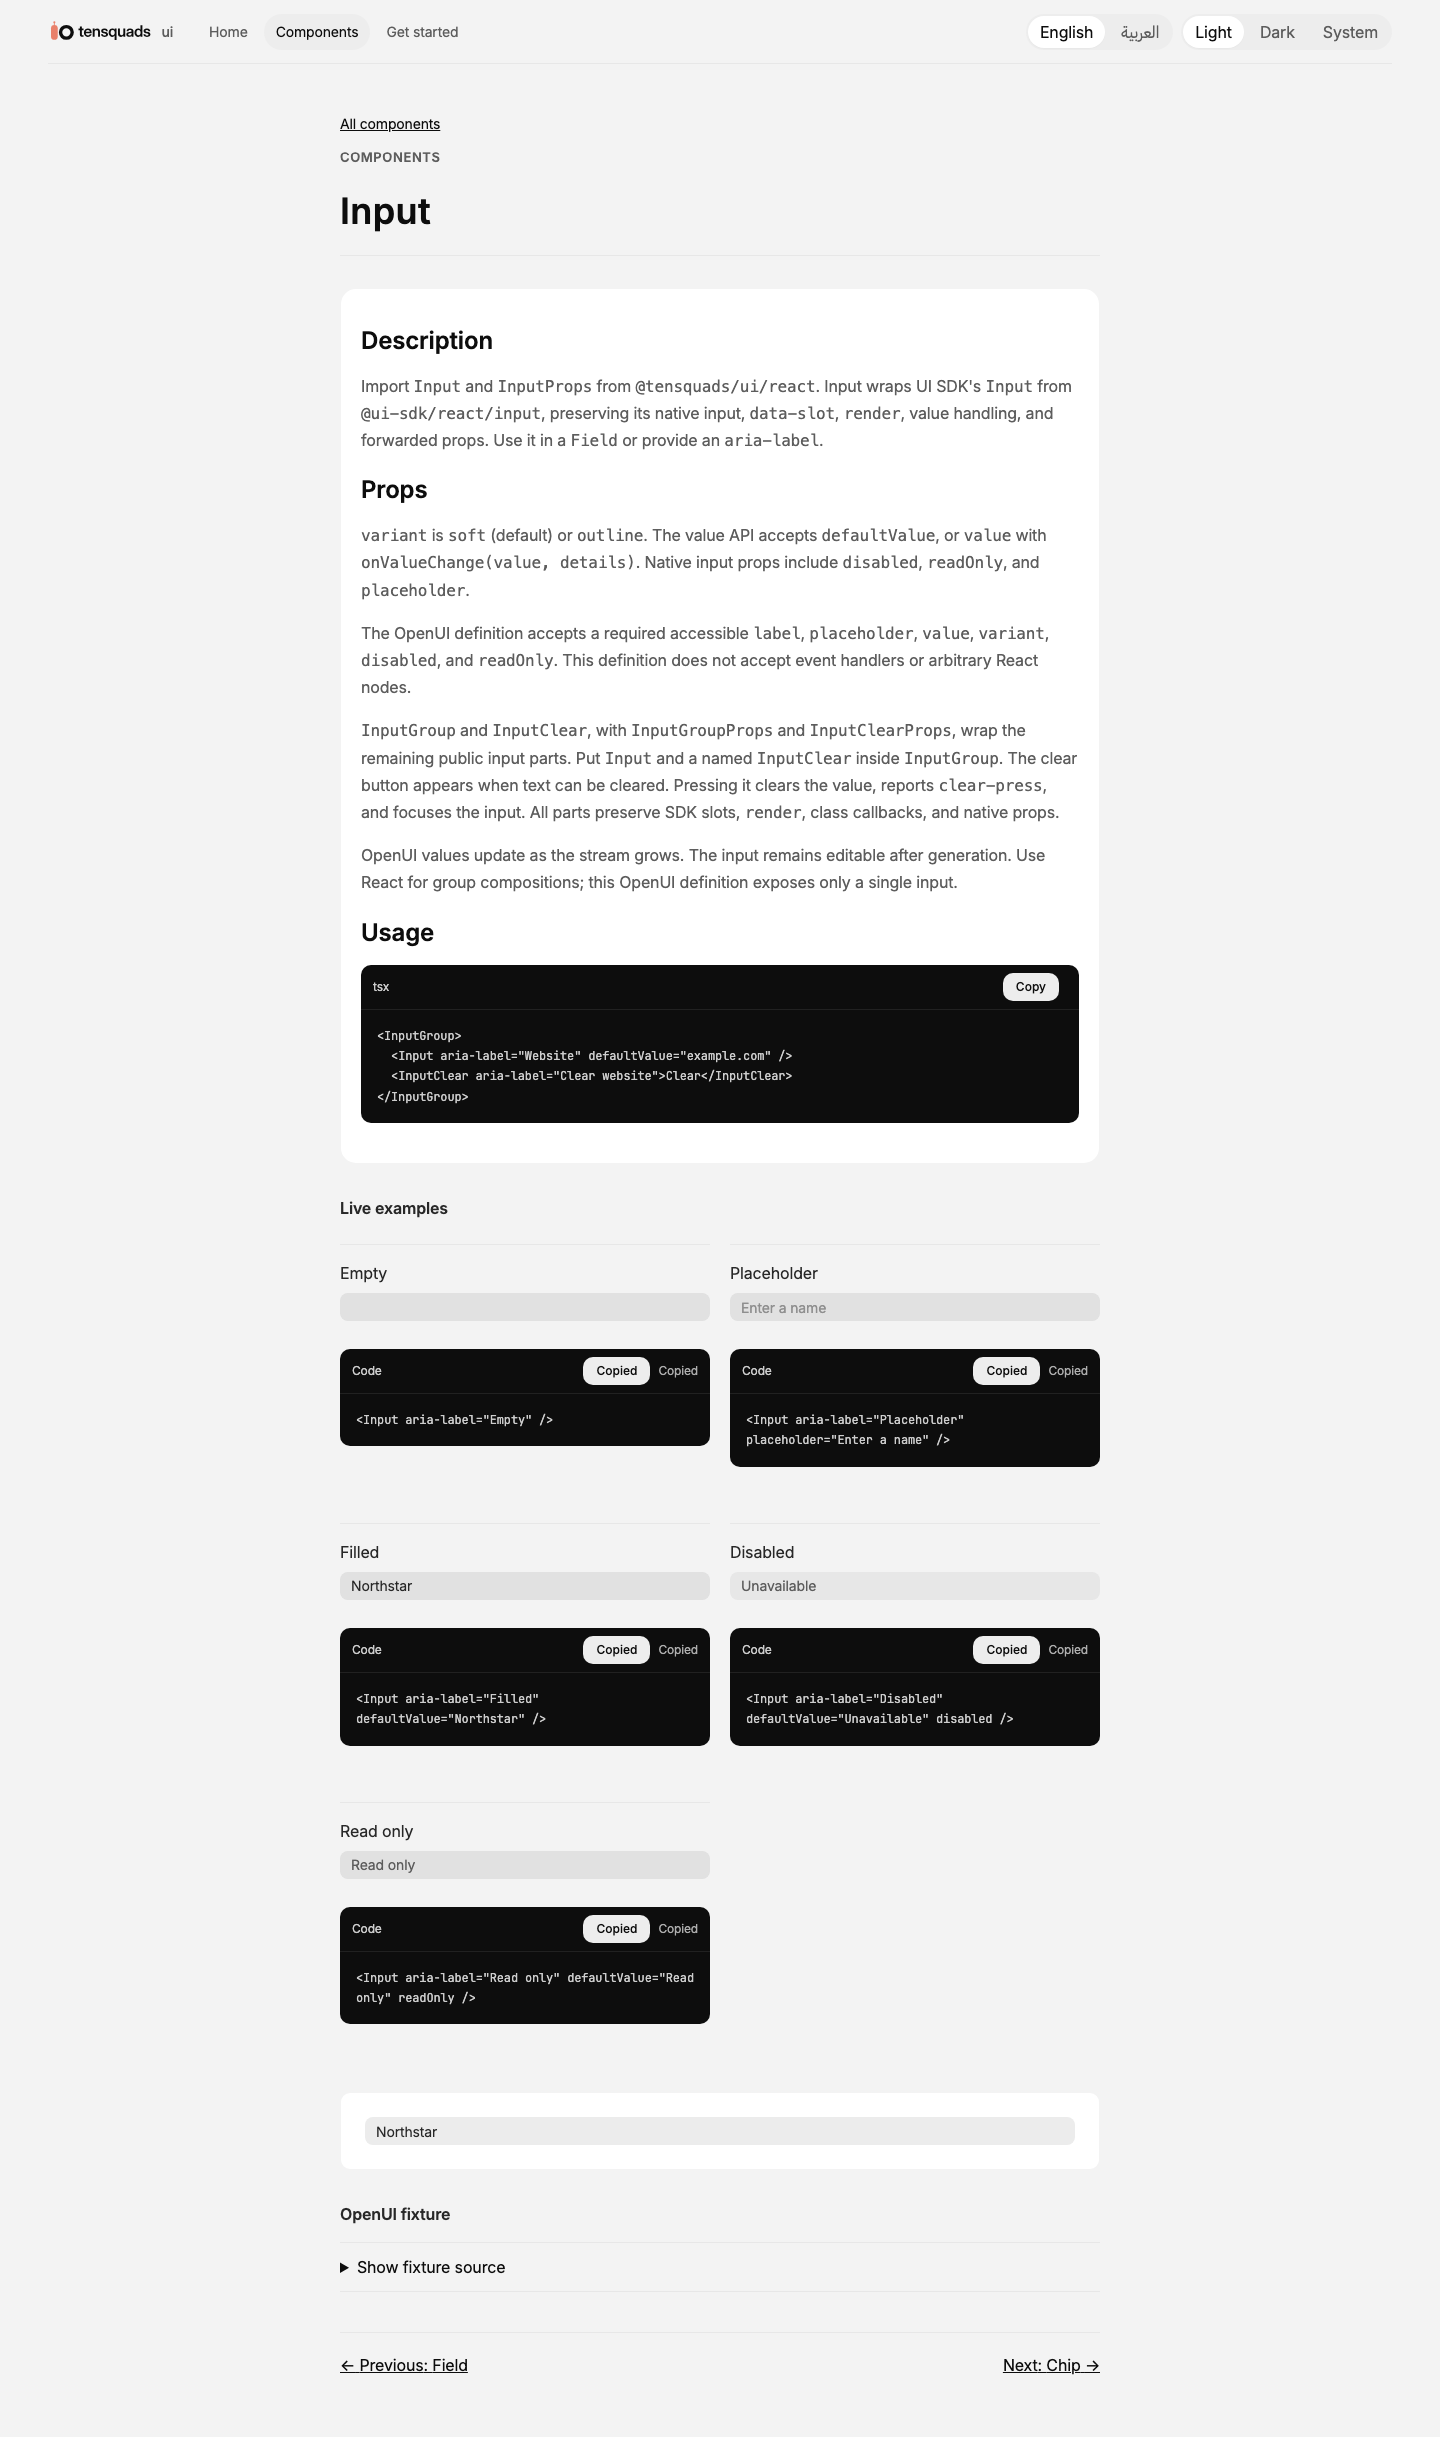 tensquads ui
Home
Components
Get started
English
العربية
Light
Dark
System
All components
COMPONENTS
Input
Description
Import Input and InputProps from @tensquads/ui/react. Input wraps UI SDK's Input from
@ui-sdk/react/input, preserving its native input, data-slot, render, value handling, and
forwarded props. Use it in a Field or provide an aria-label.
Props
variant is soft (default) or outline. The value API accepts defaultValue, or value with
onValueChange(value, details). Native input props include disabled, readOnly, and
placeholder.
The OpenUI definition accepts a required accessible label, placeholder, value, variant,
disabled, and readOnly. This definition does not accept event handlers or arbitrary React
nodes.
InputGroup and InputClear, with InputGroupProps and InputClearProps, wrap the
remaining public input parts. Put Input and a named InputClear inside InputGroup. The clear
button appears when text can be cleared. Pressing it clears the value, reports clear-press,
and focuses the input. All parts preserve SDK slots, render, class callbacks, and native props.
OpenUI values update as the stream grows. The input remains editable after generation. Use
React for group compositions; this OpenUI definition exposes only a single input.
Usage
tsx
Copy
<InputGroup>
  <Input aria-label="Website" defaultValue="example.com" />
  <InputClear aria-label="Clear website">Clear</InputClear>
</InputGroup>
Live examples
Empty
Code
Copied
Copied
<Input aria-label="Empty" />
Placeholder
Enter a name
Code
Copied
Copied
<Input aria-label="Placeholder"
placeholder="Enter a name" />
Filled
Northstar
Code
Copied
Copied
<Input aria-label="Filled"
defaultValue="Northstar" />
Disabled
Unavailable
Code
Copied
Copied
<Input aria-label="Disabled"
defaultValue="Unavailable" disabled />
Read only
Read only
Code
Copied
Copied
<Input aria-label="Read only" defaultValue="Read
only" readOnly />
Northstar
OpenUI fixture
▶ Show fixture source
← Previous: Field
Next: Chip →